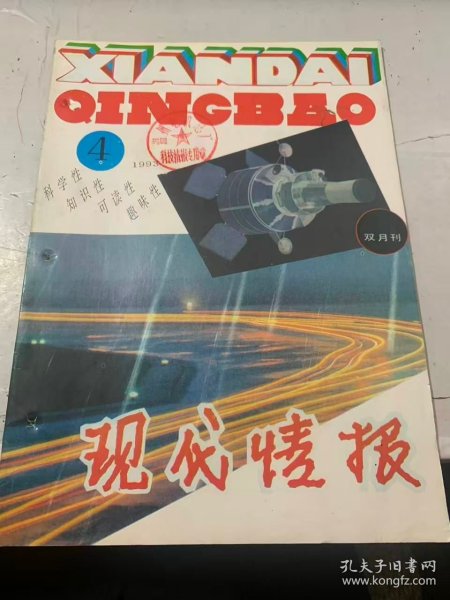 XIANDAI
QINGBAO
4
科学性
知识性
可读性
趣味性
双月刊
现代情报
孔夫子旧书网
www.kongfz.com